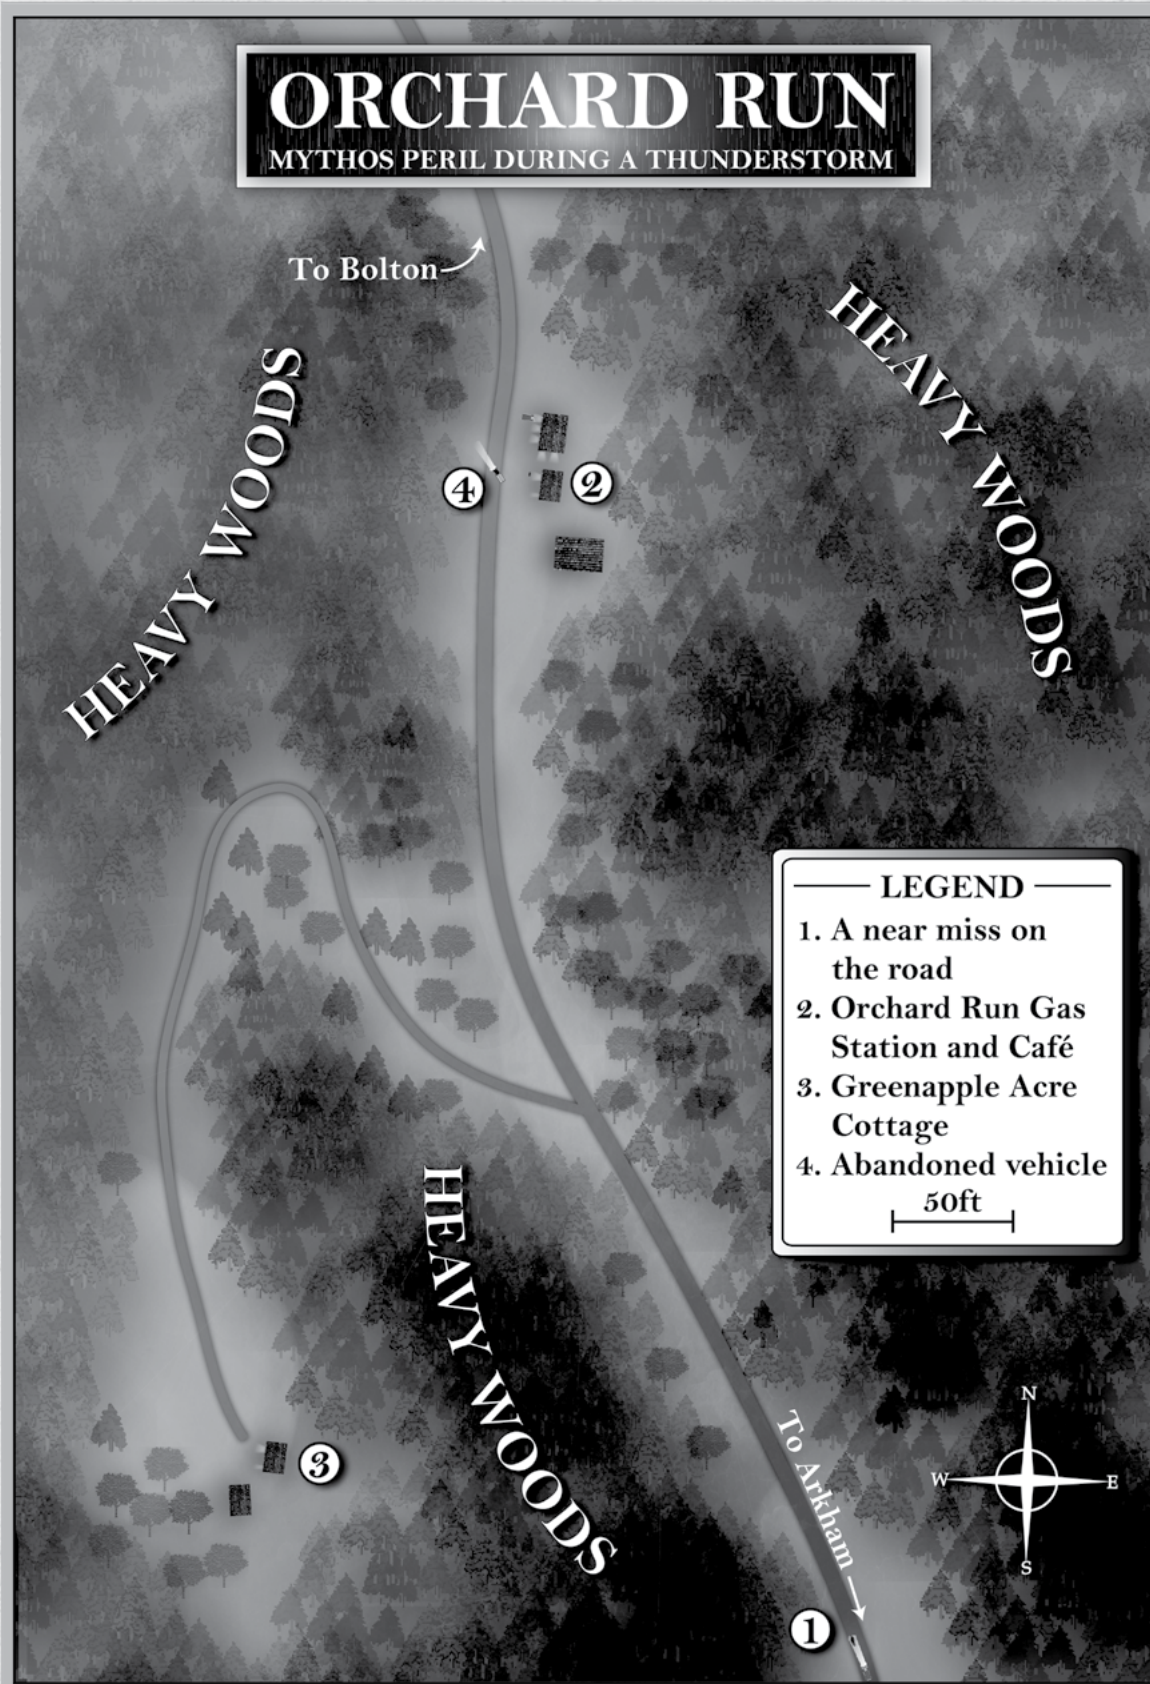 ORCHARD RUN
MYTHOS PERIL DURING A THUNDERSTORM
To Bolton
HEAVY WOODS
HEAVY WOODS
4
2
LEGEND
1. A near miss on
the road
2. Orchard Run Gas
Station and Café
3. Greenapple Acre
Cottage
4. Abandoned vehicle
50ft
HEAVY WOODS
N
W
E
S
To Arkham
3
1